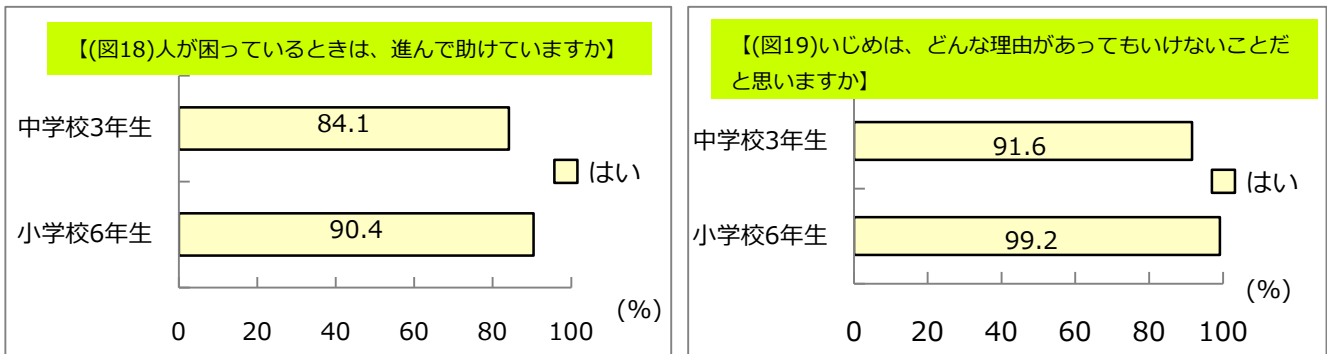 【(図18)人が困っているときは、進んで助けていますか】
中学校3年生
84.1
はい
小学校6年生
90.4
(%)
0 20 40 60 80 100
【(図19)いじめは、どんな理由があってもいけないことだ
と思いますか】
中学校3年生
91.6
はい
小学校6年生
99.2
(%)
0 20 40 60 80 100